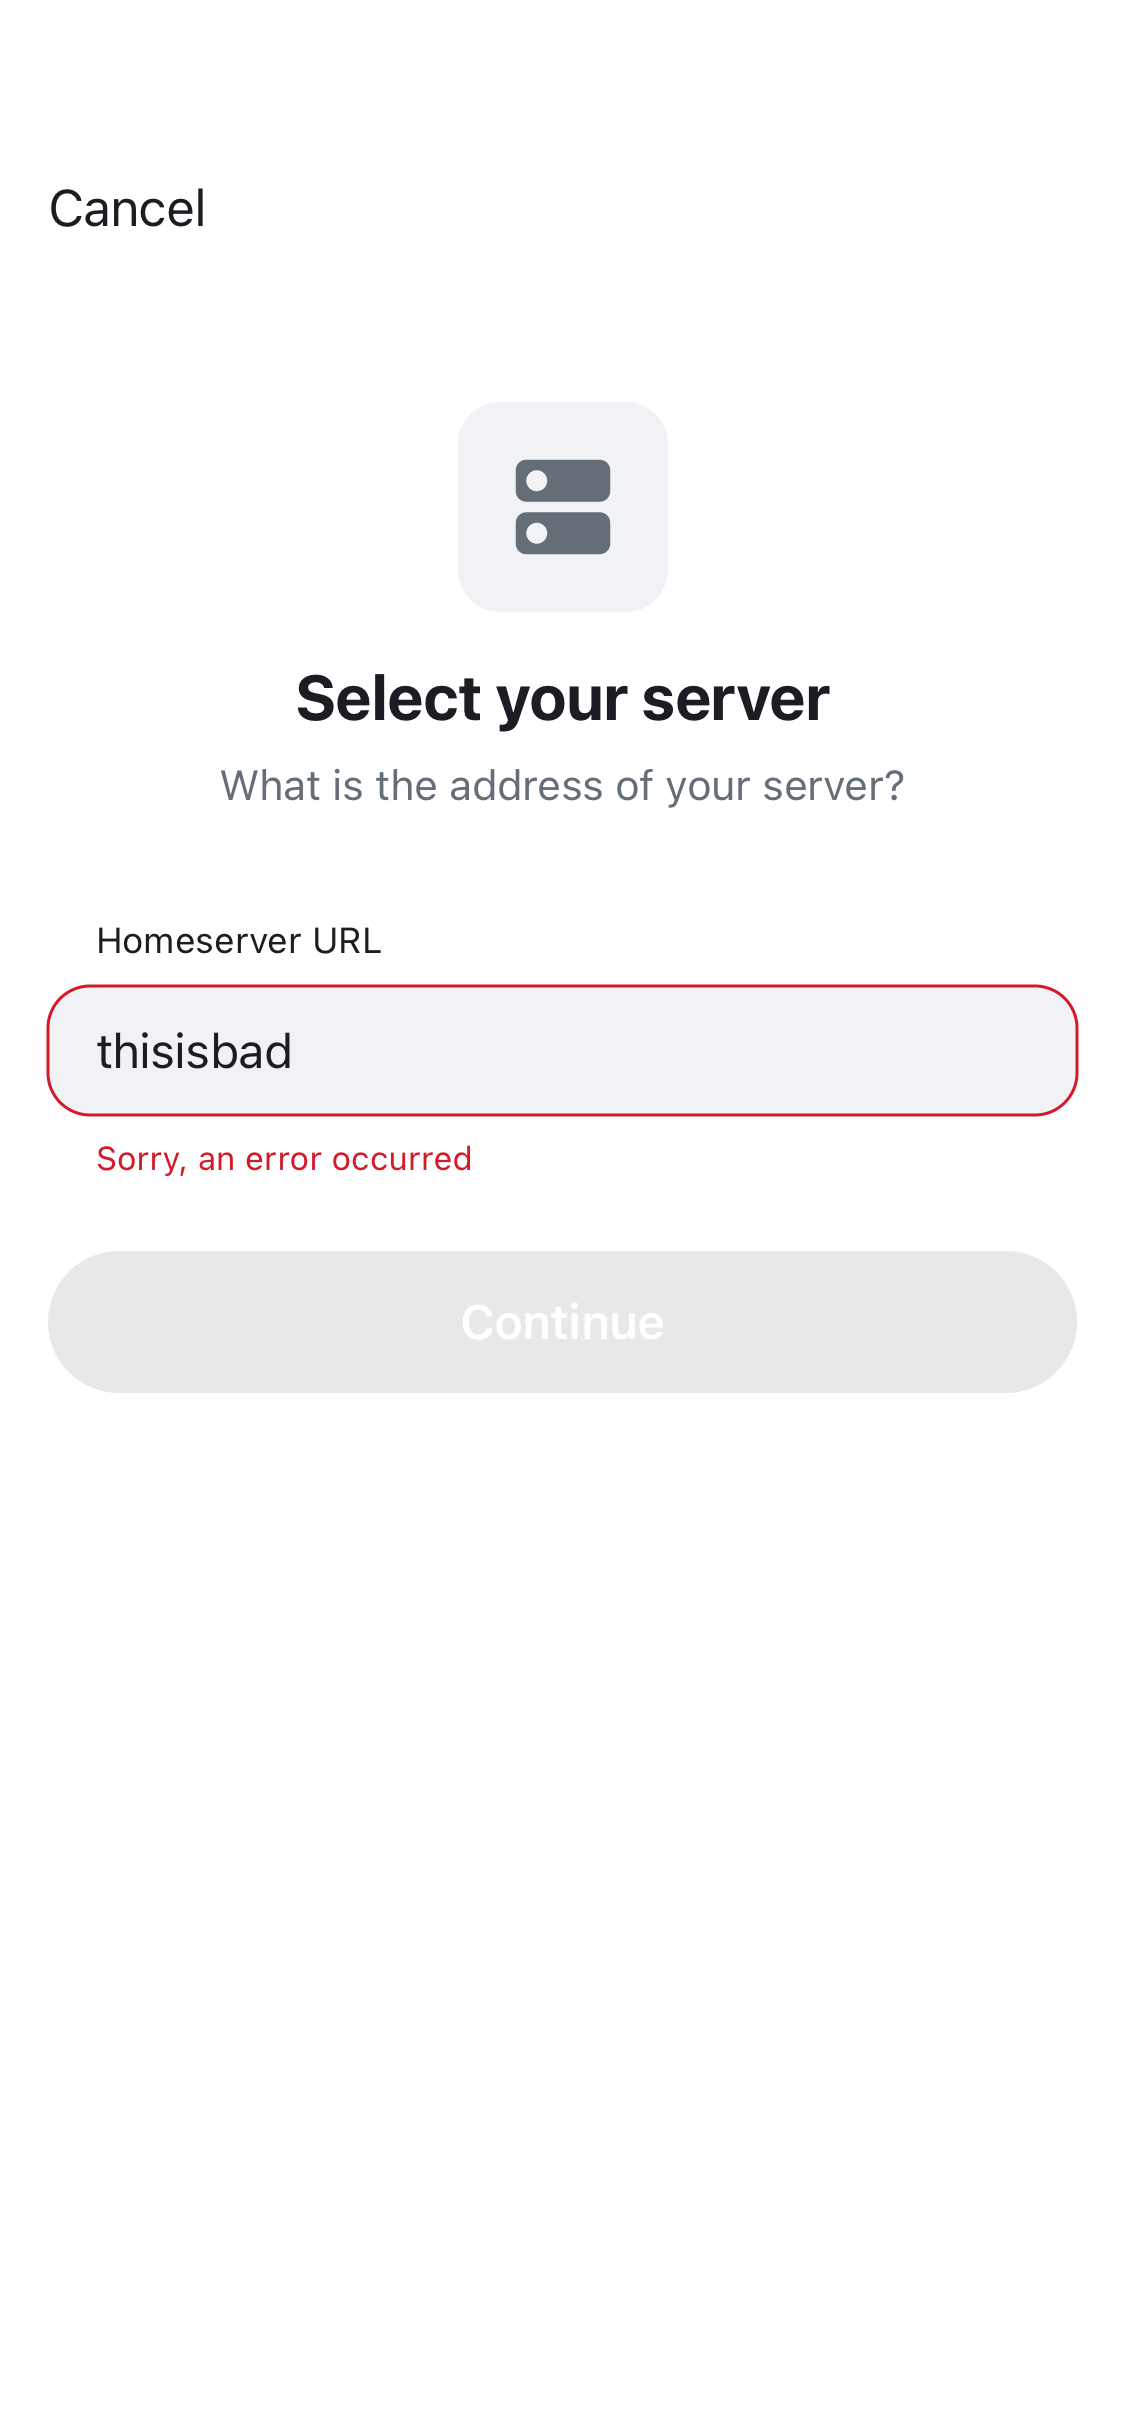 Cancel
Select your server
What is the address of your server?
Homeserver URL
thisisbad
Sorry, an error occurred
Continue